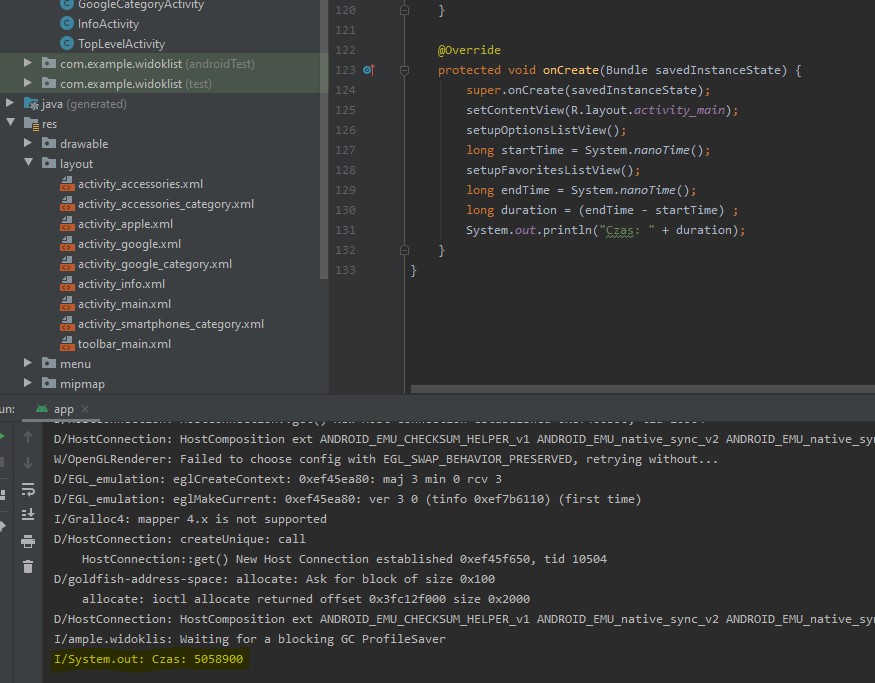 GoogleCategoryActivity
InfoActivity
TopLevelActivity
com.example.widoklist (androidTest)
com.example.widoklist (test)
java (generated)
res
drawable
layout
activity_accessories.xml
activity_accessories_category.xml
activity_apple.xml
activity_google.xml
activity_google_category.xml
activity_info.xml
activity_main.xml
activity_smartphones_category.xml
toolbar_main.xml
menu
mipmap
120 }
121
122 @Override
123 protected void onCreate(Bundle savedInstanceState) {
124 super.onCreate(savedInstanceState);
125 setContentView(R.layout.activity_main);
126 setupOptionsListView();
127 long startTime = System.nanoTime();
128 setupFavoritesListView();
129 long endTime = System.nanoTime();
130 long duration = (endTime - startTime) ;
131 System.out.println("Czas: " + duration);
132 }
133 }
un: app
D/HostConnection: HostComposition ext ANDROID_EMU_CHECKSUM_HELPER_v1 ANDROID_EMU_native_sync_v2 ANDROID_EMU_native_syn
W/OpenGLRenderer: Failed to choose config with EGL_SWAP_BEHAVIOR_PRESERVED, retrying without...
D/EGL_emulation: eglCreateContext: 0xef45ea80: maj 3 min 0 rcv 3
D/EGL_emulation: eglMakeCurrent: 0xef45ea80: ver 3 0 (tinfo 0xef7b6110) (first time)
I/Gralloc4: mapper 4.x is not supported
D/HostConnection: createUnique: call
HostConnection::get() New Host Connection established 0xef45f650, tid 10504
D/goldfish-address-space: allocate: Ask for block of size 0x100
allocate: ioctl allocate returned offset 0x3fc12f000 size 0x2000
D/HostConnection: HostComposition ext ANDROID_EMU_CHECKSUM_HELPER_v1 ANDROID_EMU_native_sync_v2 ANDROID_EMU_native_syn
I/ample.widoklis: Waiting for a blocking GC ProfileSaver
I/System.out: Czas: 5058900